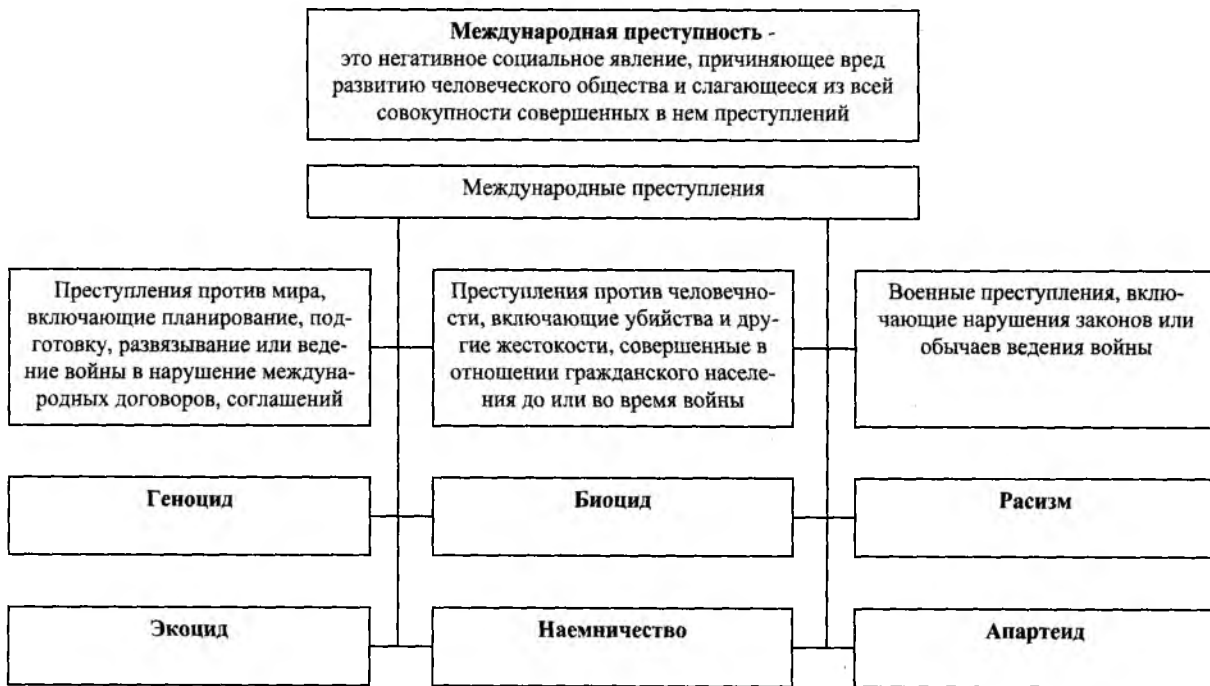 Международная преступность -
это негативное социальное явление, причиняющее вред
развитию человеческого общества и слагающееся из всей
совокупности совершенных в нем преступлений
Международные преступления
Преступления против мира,
включающие планирование, под-
готовку, развязывание или веде-
ние войны в нарушение междуна-
родных договоров, соглашений
Преступления против человечно-
сти, включающие убийства и дру-
гие жестокости, совершенные в
отношении гражданского населе-
ния до или во время войны
Военные преступления, вклю-
чающие нарушения законов или
обычаев ведения войны
Геноцид
Биоцид
Расизм
Экоцид
Наемничество
Апартеид